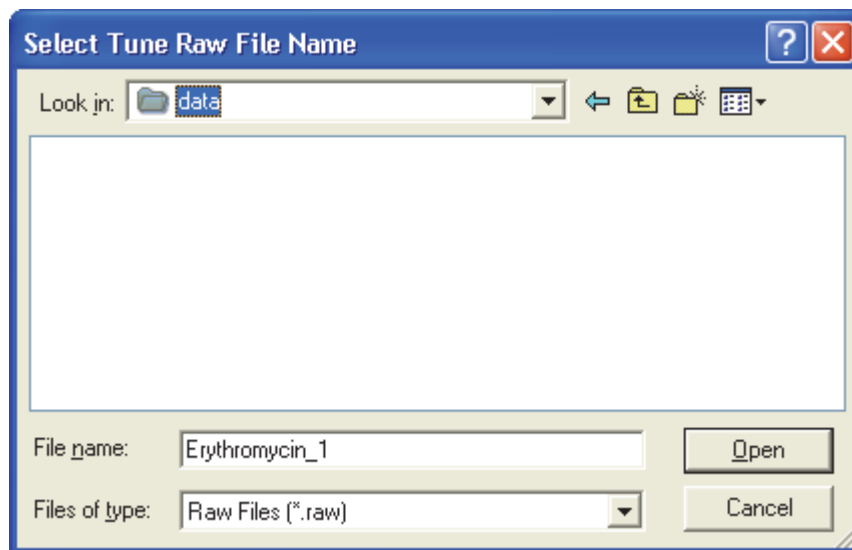 Select Tune Raw File Name
Look in: data
File name: Erythromycin_1 Open
Files of type: Raw Files (*.raw) Cancel